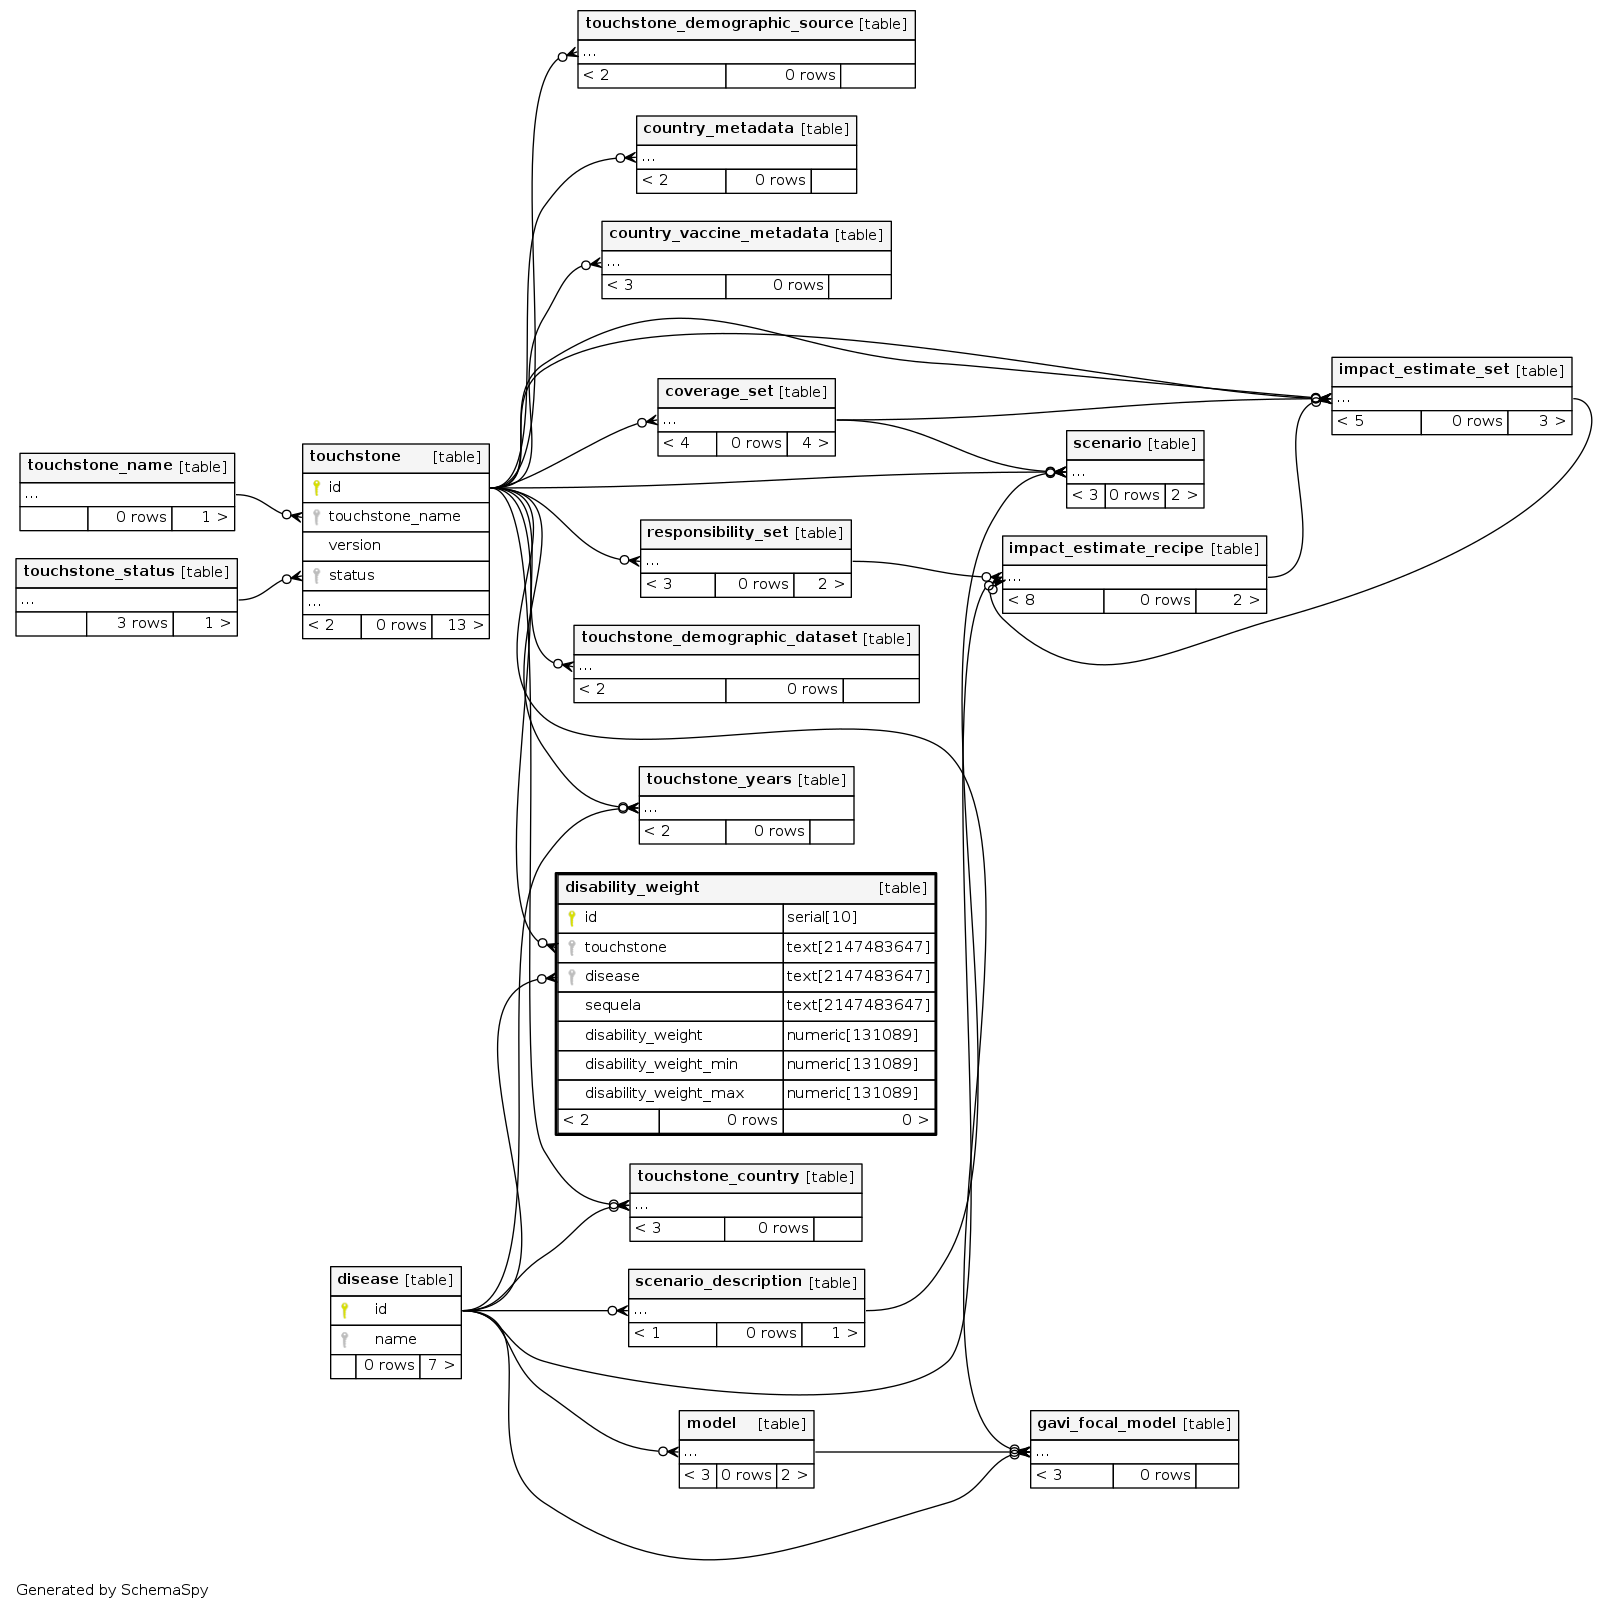 touchstone_demographic_source [table]
...
< 2 0 rows
country_metadata [table]
...
< 2 0 rows
country_vaccine_metadata [table]
...
< 3 0 rows
impact_estimate_set [table]
...
< 5 0 rows 3 >
coverage_set [table]
...
< 4 0 rows 4 >
scenario [table]
...
< 3 0 rows 2 >
touchstone_name [table]
...
0 rows 1 >
touchstone [table]
id
touchstone_name
version
status
...
< 2 0 rows 13 >
touchstone_status [table]
...
3 rows 1 >
responsibility_set [table]
...
< 3 0 rows 2 >
impact_estimate_recipe [table]
...
< 8 0 rows 2 >
touchstone_demographic_dataset [table]
...
< 2 0 rows
touchstone_years [table]
...
< 2 0 rows
disability_weight [table]
id serial[10]
touchstone text[2147483647]
disease text[2147483647]
sequela text[2147483647]
disability_weight numeric[131089]
disability_weight_min numeric[131089]
disability_weight_max numeric[131089]
< 2 0 rows 0 >
touchstone_country [table]
...
< 3 0 rows
disease [table]
id
name
0 rows 7 >
scenario_description [table]
...
< 1 0 rows 1 >
model [table]
...
< 3 0 rows 2 >
gavi_focal_model [table]
...
< 3 0 rows
Generated by SchemaSpy